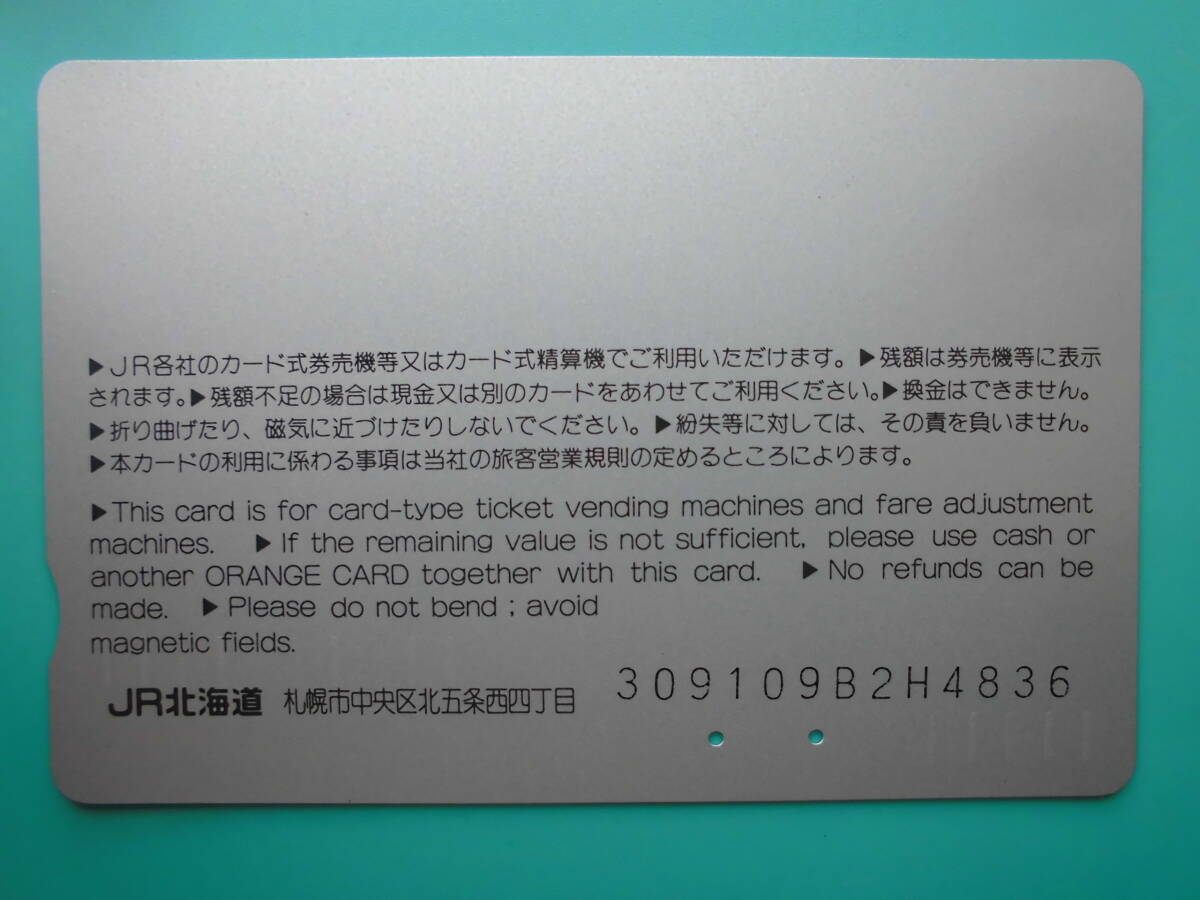 ▶JR各社のカード式券売機等又はカード式精算機でご利用いただけます。▶残額は券売機等に表示
されます。▶残額不足の場合は現金又は別のカードをあわせてご利用ください。▶換金はできません。
▶折り曲げたり、磁気に近づけたりしないでください。▶紛失等に対しては、その責を負いません。
▶本カードの利用に係わる事項は当社の旅客営業規則の定めるところによります。
▶This card is for card-type ticket vending machines and fare adjustment
machines. ▶If the remaining value is not sufficient, please use cash or
another ORANGE CARD together with this card. ▶No refunds can be
made. ▶Please do not bend ; avoid
magnetic fields.
JR北海道 札幌市中央区北五条西四丁目 309109B2H4836